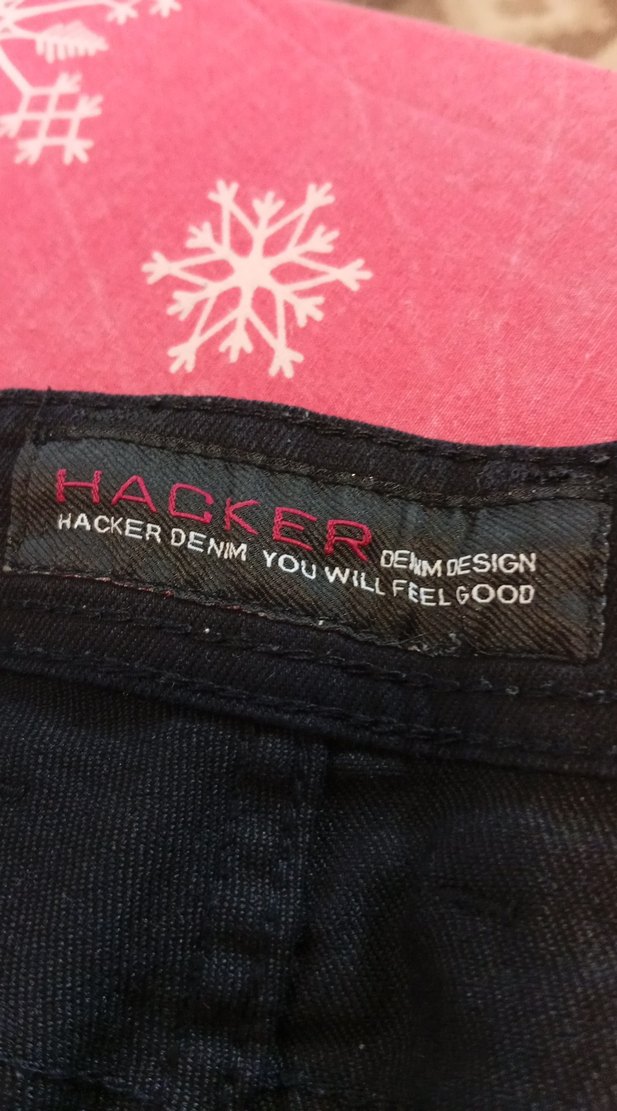 HACKER DENIM DESIGN
HACKER DENIM YOU WILL FEEL GOOD